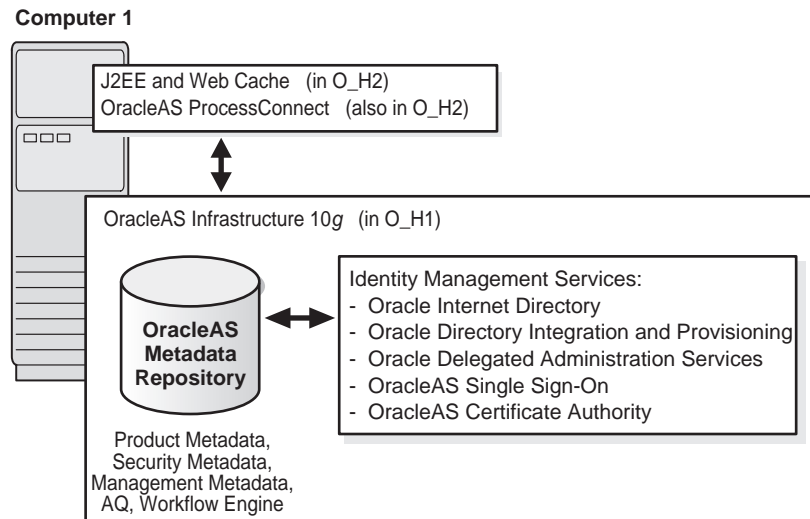 Computer 1
J2EE and Web Cache (in O_H2)
OracleAS ProcessConnect (also in O_H2)
OracleAS Infrastructure 10g (in O_H1)
OracleAS
Metadata
Repository
Product Metadata,
Security Metadata,
Management Metadata,
AQ, Workflow Engine
Identity Management Services:
- Oracle Internet Directory
- Oracle Directory Integration and Provisioning
- Oracle Delegated Administration Services
- OracleAS Single Sign-On
- OracleAS Certificate Authority